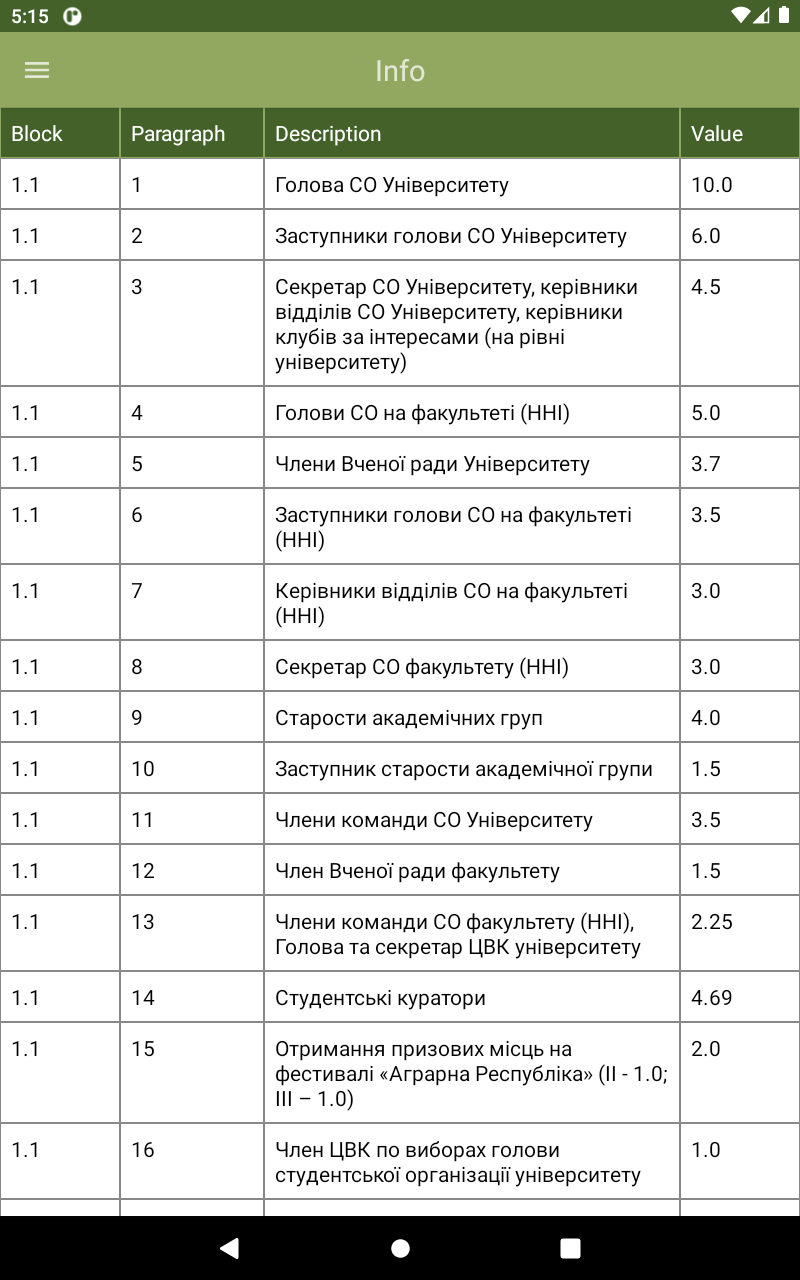 5:15
Info
Block Paragraph Description Value
1.1 1 Голова СО Університету 10.0
1.1 2 Заступники голови СО Університету 6.0
1.1 3 Секретар СО Університету, керівники 4.5
відділів СО Університету, керівники
клубів за інтересами (на рівні
університету)
1.1 4 Голови СО на факультеті (ННІ) 5.0
1.1 5 Члени Вченої ради Університету 3.7
1.1 6 Заступники голови СО на факультеті 3.5
(ННІ)
1.1 7 Керівники відділів СО на факультеті 3.0
(ННІ)
1.1 8 Секретар СО факультету (ННІ) 3.0
1.1 9 Старости академічних груп 4.0
1.1 10 Заступник старости академічної групи 1.5
1.1 11 Члени команди СО Університету 3.5
1.1 12 Член Вченої ради факультету 1.5
1.1 13 Члени команди СО факультету (ННІ), 2.25
Голова та секретар ЦВК університету
1.1 14 Студентські куратори 4.69
1.1 15 Отримання призових місць на 2.0
фестивалі «Аграрна Республіка» (ІІ - 1.0;
ІІІ – 1.0)
1.1 16 Член ЦВК по виборах голови 1.0
студентської організації університету